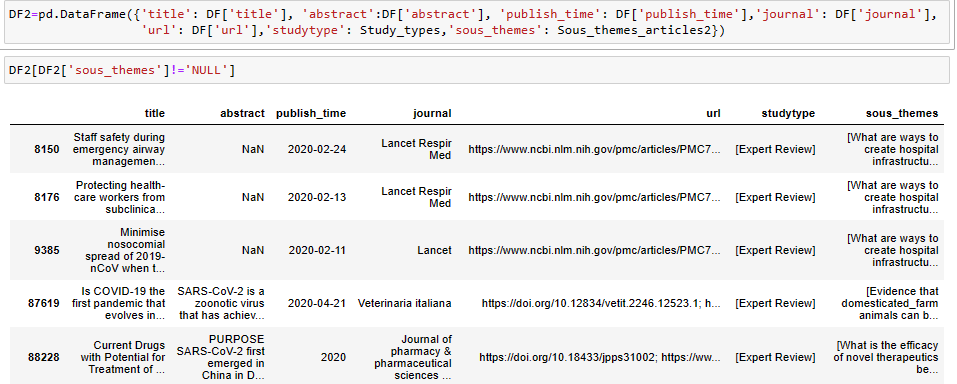 DF2=pd.DataFrame({'title': DF['title'], 'abstract':DF['abstract'], 'publish_time': DF['publish_time'],'journal': DF['journal'],
'url': DF['url'],'studytype': Study_types,'sous_themes': Sous_themes_articles2})
DF2[DF2['sous_themes']!='NULL']
title abstract publish_time journal url studytype sous_themes
8150 Staff safety during emergency airway managemen... NaN 2020-02-24 Lancet Respir Med https://www.ncbi.nlm.nih.gov/pmc/articles/PMC7... [Expert Review] [What are ways to create hospital infrastructu...
8176 Protecting health-care workers from subclinica... NaN 2020-02-13 Lancet Respir Med https://www.ncbi.nlm.nih.gov/pmc/articles/PMC7... [Expert Review] [What are ways to create hospital infrastructu...
9385 Minimise nosocomial spread of 2019-nCoV when t... NaN 2020-02-11 Lancet https://www.ncbi.nlm.nih.gov/pmc/articles/PMC7... [Expert Review] [What are ways to create hospital infrastructu...
87619 Is COVID-19 the first pandemic that evolves in... SARS-CoV-2 is a zoonotic virus that has achiev... 2020-04-21 Veterinaria italiana https://doi.org/10.12834/vetit.2246.12523.1; h... [Expert Review] [Evidence that domesticated_farm animals can b...
88228 Current Drugs with Potential for Treatment of ... PURPOSE SARS-CoV-2 first emerged in China in D... 2020 Journal of pharmacy & pharmaceutical sciences ... https://doi.org/10.18433/jpps31002; https://ww... [Expert Review] [What is the efficacy of novel therapeutics be...